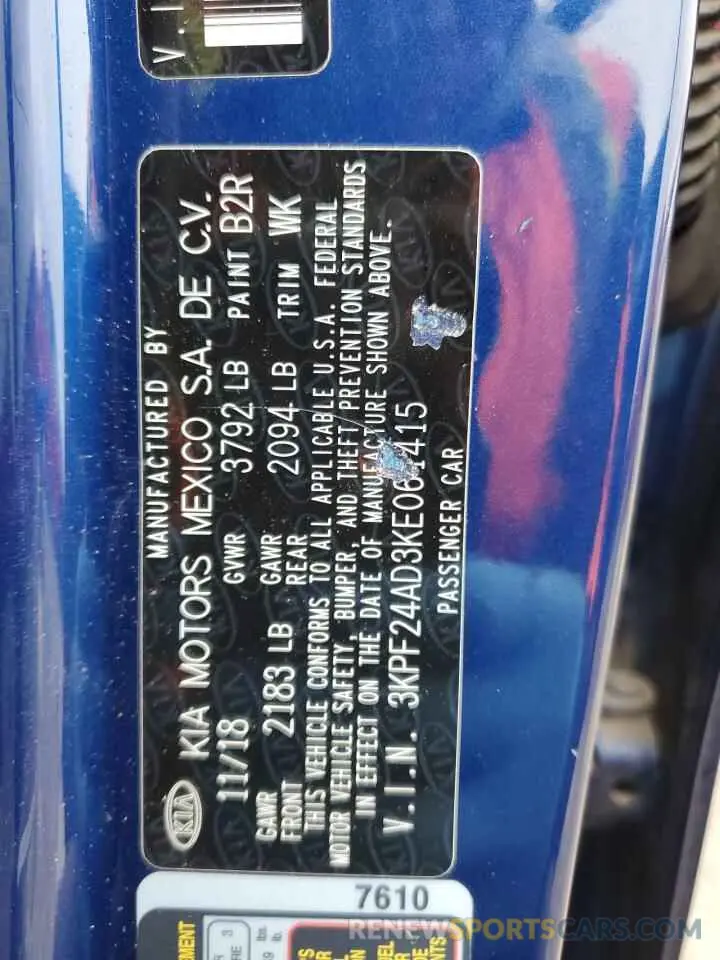 V.I
MANUFACTURED BY
KIA KIA MOTORS MEXICO S.A. DE C.V.
11/18 GVWR 3792 LB PAINT B2R
GAWR FRONT 2183 LB GAWR REAR 2094 LB TRIM WK
THIS VEHICLE CONFORMS TO ALL APPLICABLE U.S.A. FEDERAL
MOTOR VEHICLE SAFETY, BUMPER, AND THEFT PREVENTION STANDARDS
IN EFFECT ON THE DATE OF MANUFACTURE SHOWN ABOVE.
V.I.N.
PASSENGER CAR
7610
RENEWSPORTSCARS.COM